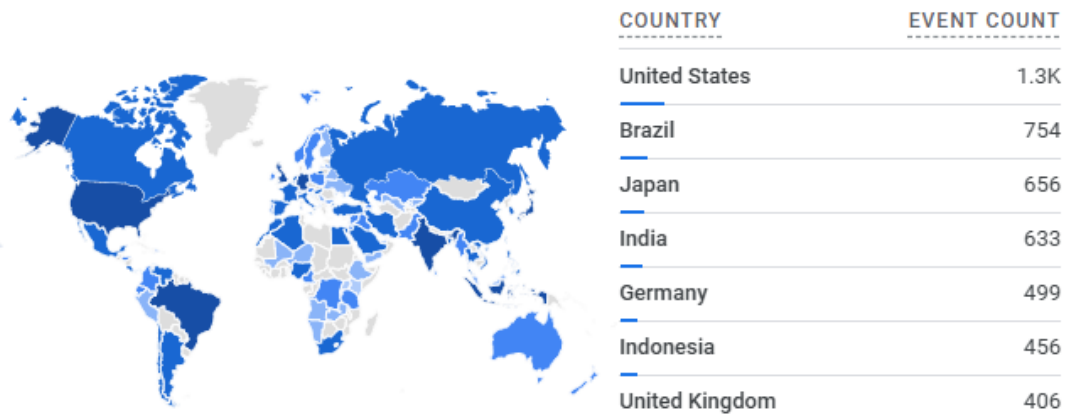 COUNTRY EVENT COUNT
United States 1.3K
Brazil 754
Japan 656
India 633
Germany 499
Indonesia 456
United Kingdom 406